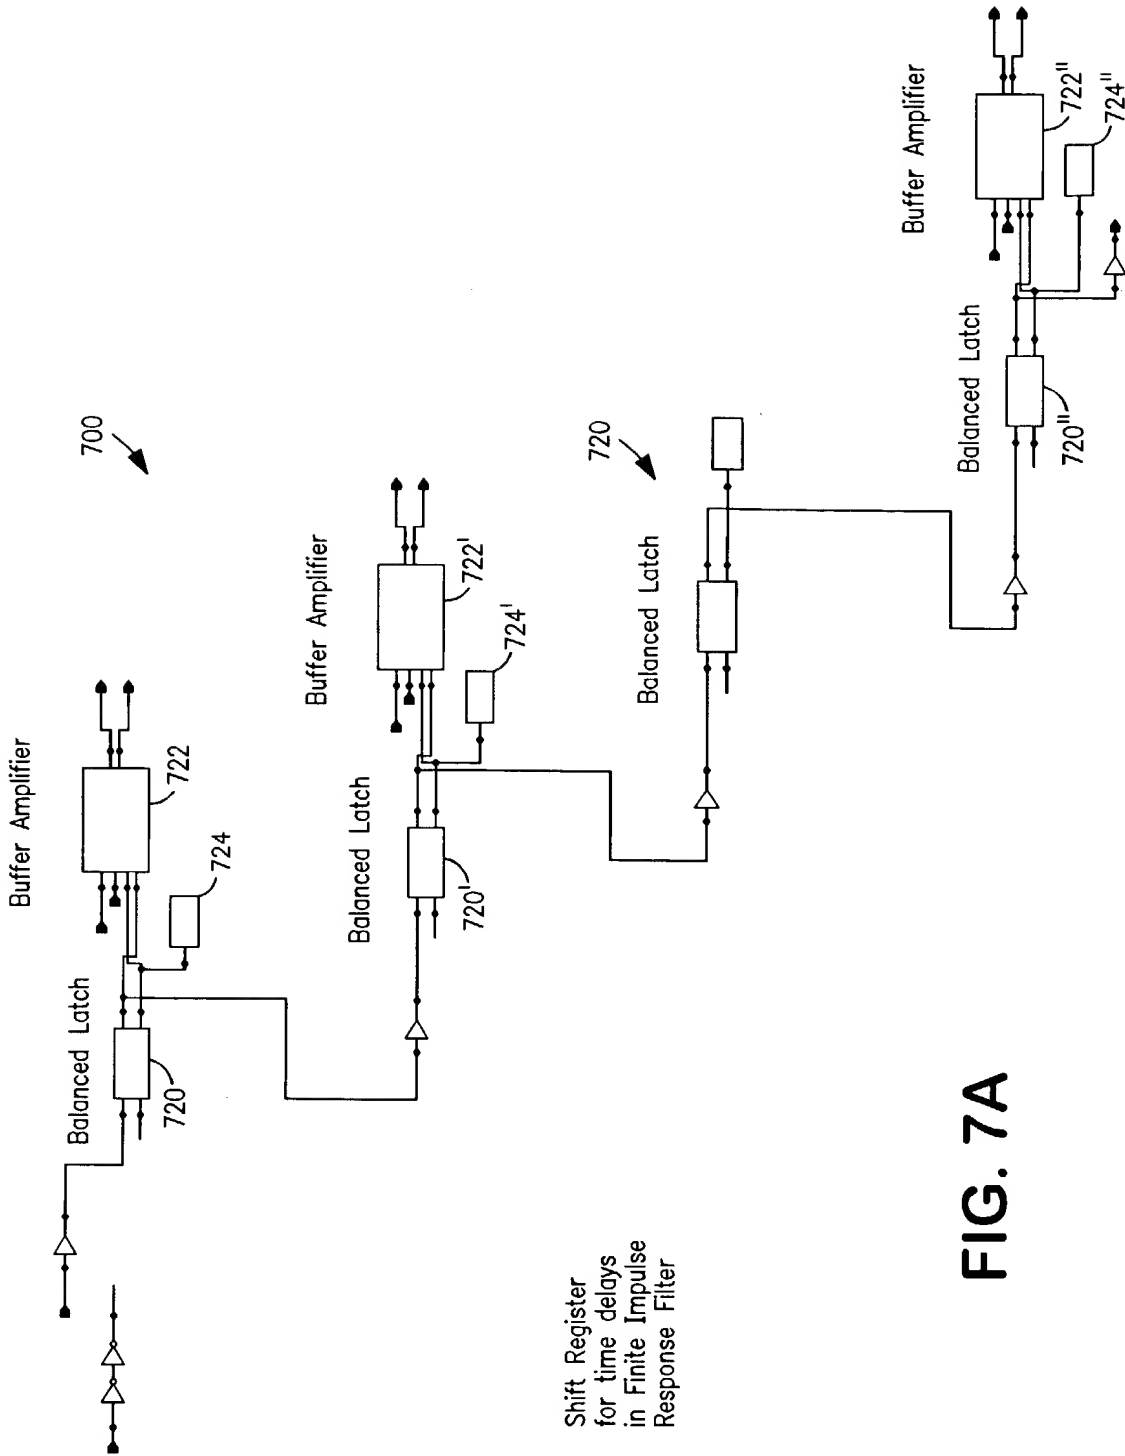 Buffer Amplifier
722
724
Balanced Latch
720
700
Buffer Amplifier
722'
724'
Balanced Latch
720'
Balanced Latch
720
Buffer Amplifier
722"
724"
Balanced Latch
720"
Shift Register
for time delays
in Finite Impulse
Response Filter
FIG. 7A